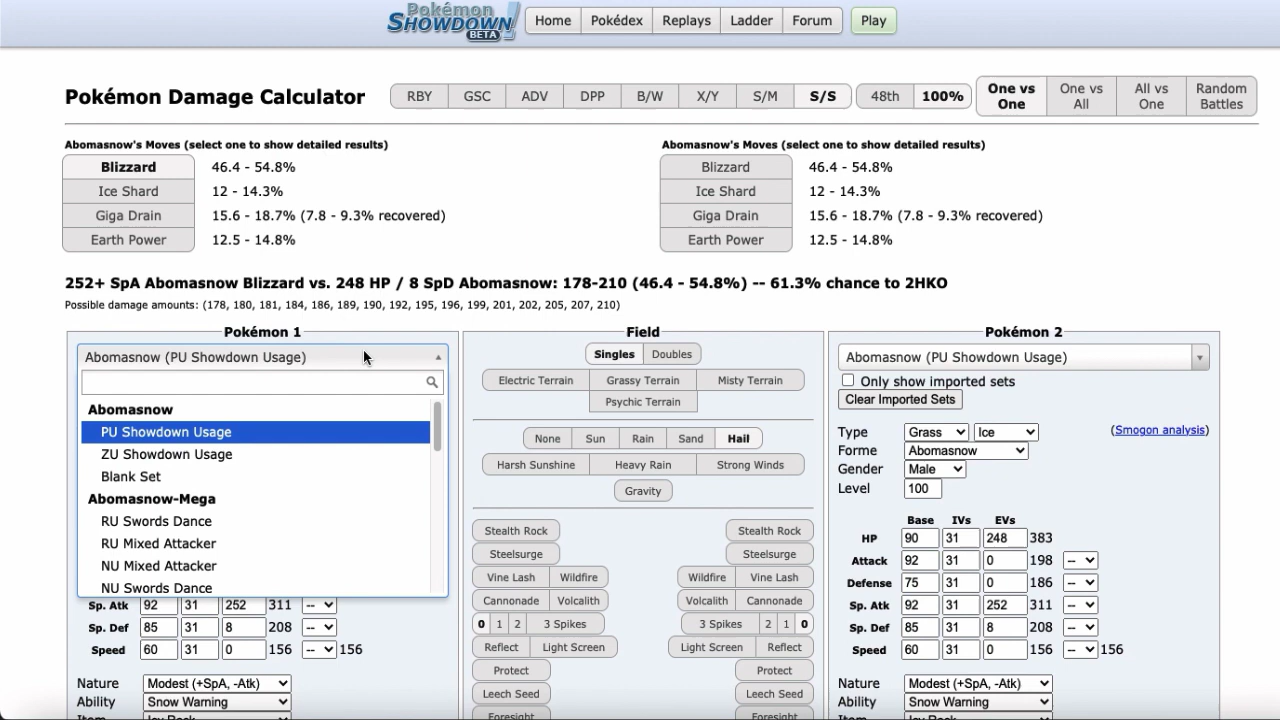 Pokémon
SHOWDOWN!
BETA
Home Pokédex Replays Ladder Forum Play
Pokémon Damage Calculator
RBY GSC ADV DPP B/W X/Y S/M S/S 48th 100%
One vs One
One vs All
All vs One
Random Battles
Abomasnow's Moves (select one to show detailed results)
Blizzard 46.4 - 54.8%
Ice Shard 12 - 14.3%
Giga Drain 15.6 - 18.7% (7.8 - 9.3% recovered)
Earth Power 12.5 - 14.8%
Abomasnow's Moves (select one to show detailed results)
Blizzard 46.4 - 54.8%
Ice Shard 12 - 14.3%
Giga Drain 15.6 - 18.7% (7.8 - 9.3% recovered)
Earth Power 12.5 - 14.8%
252+ SpA Abomasnow Blizzard vs. 248 HP / 8 SpD Abomasnow: 178-210 (46.4 - 54.8%) -- 61.3% chance to 2HKO
Possible damage amounts: (178, 180, 181, 184, 186, 189, 190, 192, 195, 196, 199, 201, 202, 205, 207, 210)
Pokémon 1
Abomasnow (PU Showdown Usage)
Abomasnow
PU Showdown Usage
ZU Showdown Usage
Blank Set
Abomasnow-Mega
RU Swords Dance
RU Mixed Attacker
NU Mixed Attacker
NU Swords Dance
Sp. Atk 92 31 252 311 --
Sp. Def 85 31 8 208 --
Speed 60 31 0 156 -- 156
Nature Modest (+SpA, -Atk)
Ability Snow Warning
Item Icy Rock
Field
Singles Doubles
Electric Terrain Grassy Terrain Misty Terrain
Psychic Terrain
None Sun Rain Sand Hail
Harsh Sunshine Heavy Rain Strong Winds
Gravity
Stealth Rock Stealth Rock
Steelsurge Steelsurge
Vine Lash Wildfire Wildfire Vine Lash
Cannonade Volcalith Volcalith Cannonade
0 1 2 3 Spikes 3 Spikes 2 1 0
Reflect Light Screen Light Screen Reflect
Protect Protect
Leech Seed Leech Seed
Foresight Foresight
Pokémon 2
Abomasnow (PU Showdown Usage)
Only show imported sets
Clear Imported Sets
Type Grass Ice (Smogon analysis)
Forme Abomasnow
Gender Male
Level 100
Base IVs EVs
HP 90 31 248 383
Attack 92 31 0 198 --
Defense 75 31 0 186 --
Sp. Atk 92 31 252 311 --
Sp. Def 85 31 8 208 --
Speed 60 31 0 156 -- 156
Nature Modest (+SpA, -Atk)
Ability Snow Warning
Item Icy Rock